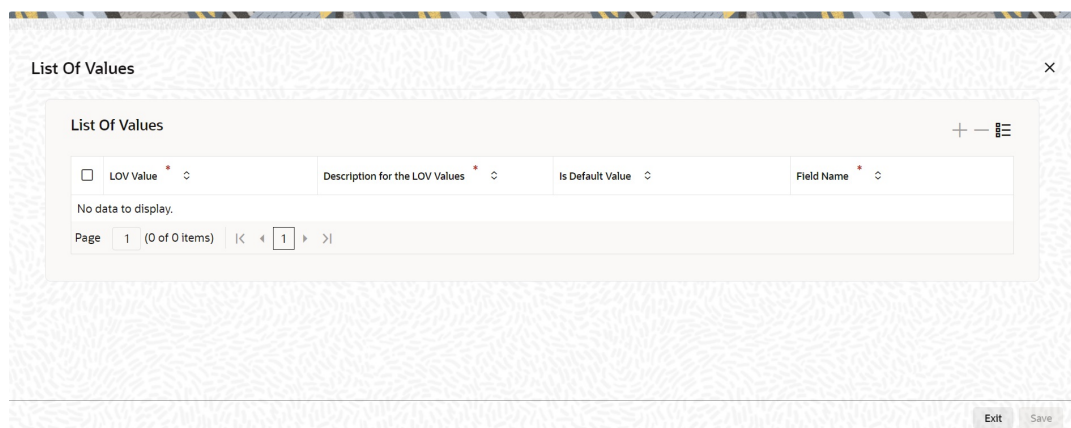 List Of Values
List Of Values
LOV Value * Description for the LOV Values * Is Default Value Field Name *
No data to display.
Page 1 (0 of 0 items) 1
Exit Save